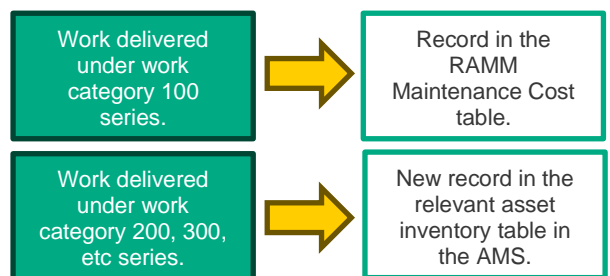 Work delivered
under work
category 100
series.
Record in the
RAMM
Maintenance Cost
table.
Work delivered
under work
category 200, 300,
etc series.
New record in the
relevant asset
inventory table in
the AMS.